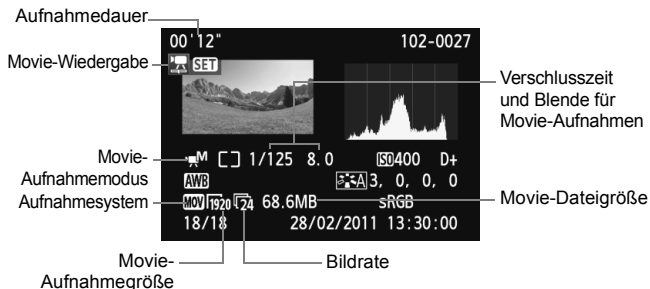 Aufnahmedauer
00'12" 102-0027
Movie-Wiedergabe
SET
Verschlusszeit
und Blende für
Movie-Aufnahmen
Movie-
Aufnahmemodus
M 1/125 8.0 ISO400 D+
AWB A 3, 0, 0, 0
Aufnahmesystem
MOV 1920 24 68.6MB sRGB
Movie-Dateigröße
18/18 28/02/2011 13:30:00
Movie-
Aufnahmegröße
Bildrate